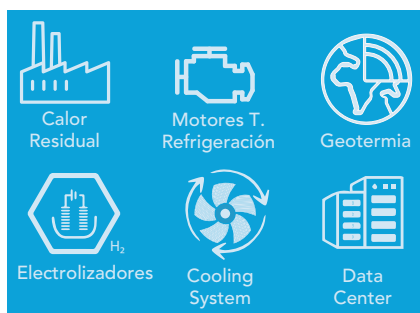 Calor
Residual
Motores T.
Refrigeración
Geotermia
H₂
Electrolizadores
Cooling
System
Data
Center